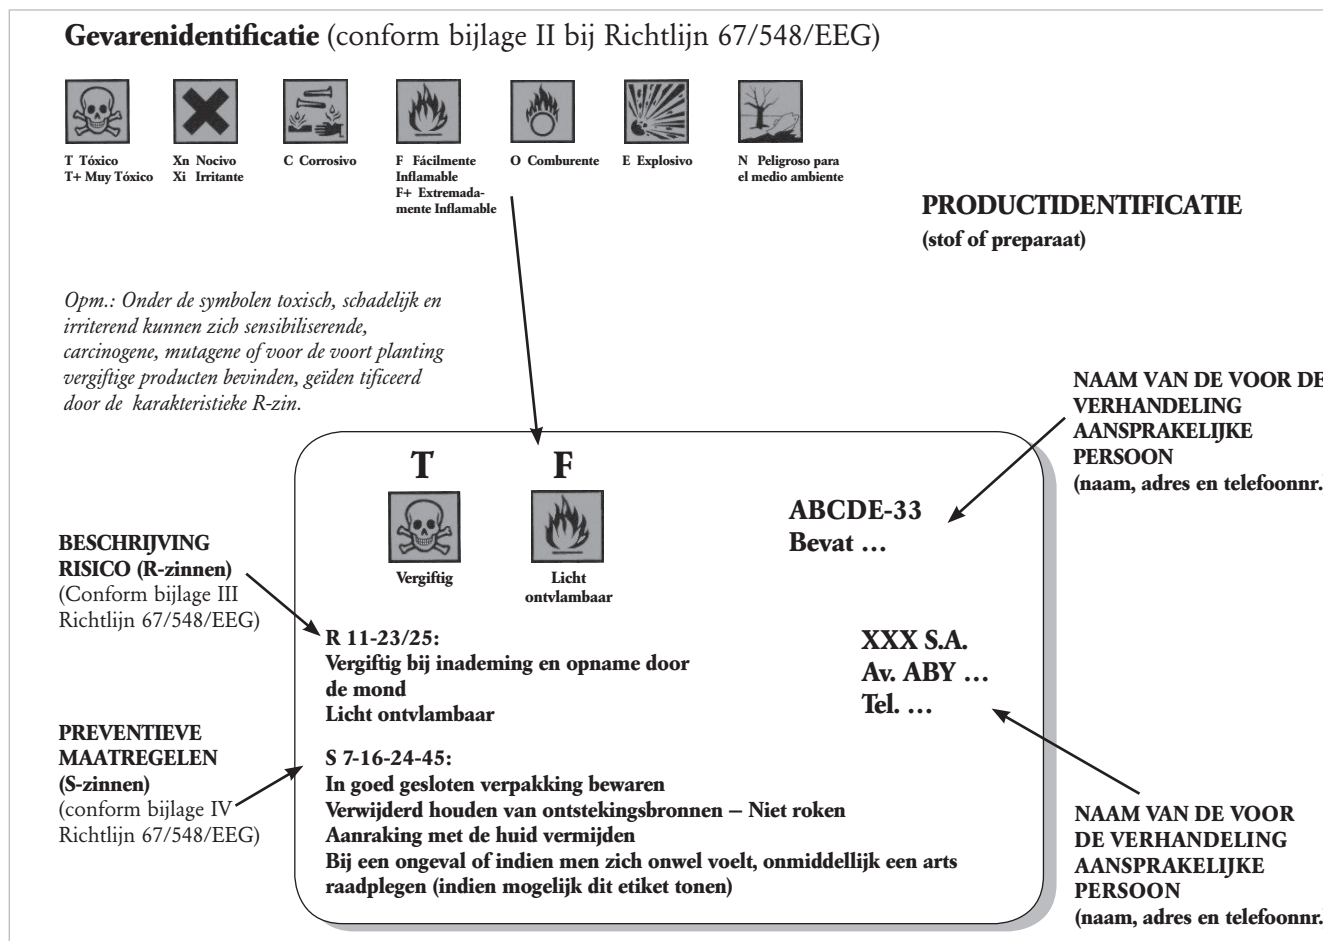 Gevarenidentificatie (conform bijlage II bij Richtlijn 67/548/EEG)
T Tóxico
T+ Muy Tóxico
Xn Nocivo
Xi Irritante
C Corrosivo
F Fácilmente
Inflamable
F+ Extremada-
mente Inflamable
O Comburente
E Explosivo
N Peligroso para
el medio ambiente
PRODUCTIDENTIFICATIE
(stof of preparaat)
Opm.: Onder de symbolen toxisch, schadelijk en
irriterend kunnen zich sensibiliserende,
carcinogene, mutagene of voor de voort planting
vergiftige producten bevinden, geïden tificeerd
door de karakteristieke R-zin.
NAAM VAN DE VOOR DE
VERHANDELING
AANSPRAKELIJKE
PERSOON
(naam, adres en telefoonnr.
T
F
Vergiftig
Licht
ontvlambaar
ABCDE-33
Bevat ...
BESCHRIJVING
RISICO (R-zinnen)
(Conform bijlage III
Richtlijn 67/548/EEG)
R 11-23/25:
Vergiftig bij inademing en opname door
de mond
Licht ontvlambaar
XXX S.A.
Av. ABY ...
Tel. ...
PREVENTIEVE
MAATREGELEN
(S-zinnen)
(conform bijlage IV
Richtlijn 67/548/EEG)
S 7-16-24-45:
In goed gesloten verpakking bewaren
Verwijderd houden van ontstekingsbronnen – Niet roken
Aanraking met de huid vermijden
Bij een ongeval of indien men zich onwel voelt, onmiddellijk een arts
raadplegen (indien mogelijk dit etiket tonen)
NAAM VAN DE VOOR
DE VERHANDELING
AANSPRAKELIJKE
PERSOON
(naam, adres en telefoonnr.